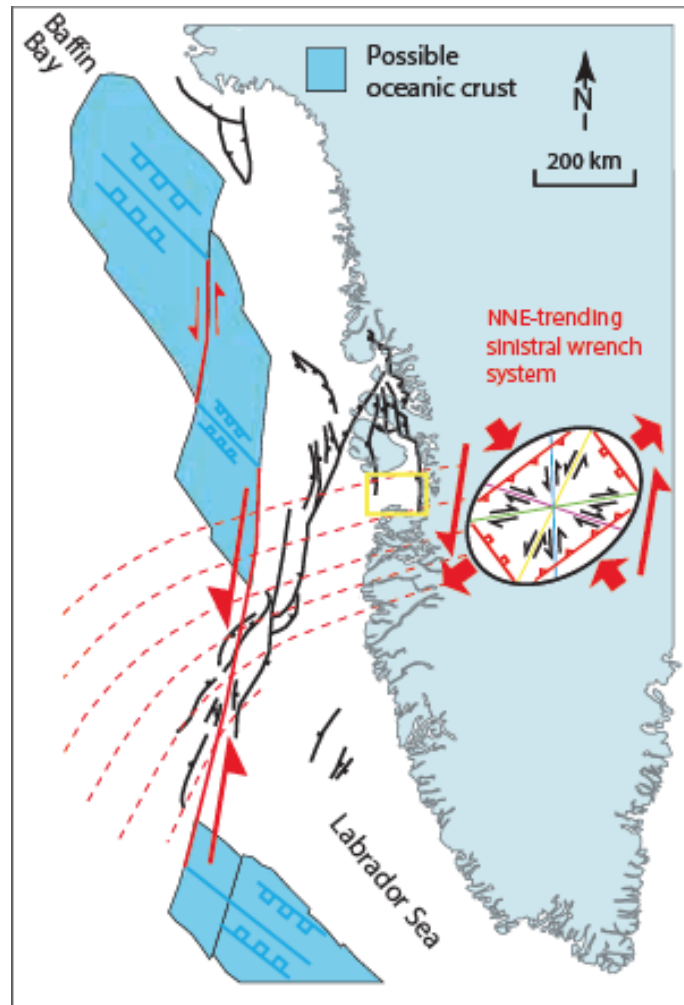 Baffin
Bay
Possible
oceanic crust
N
200 km
NNE-trending
sinistral wrench
system
Labrador Sea